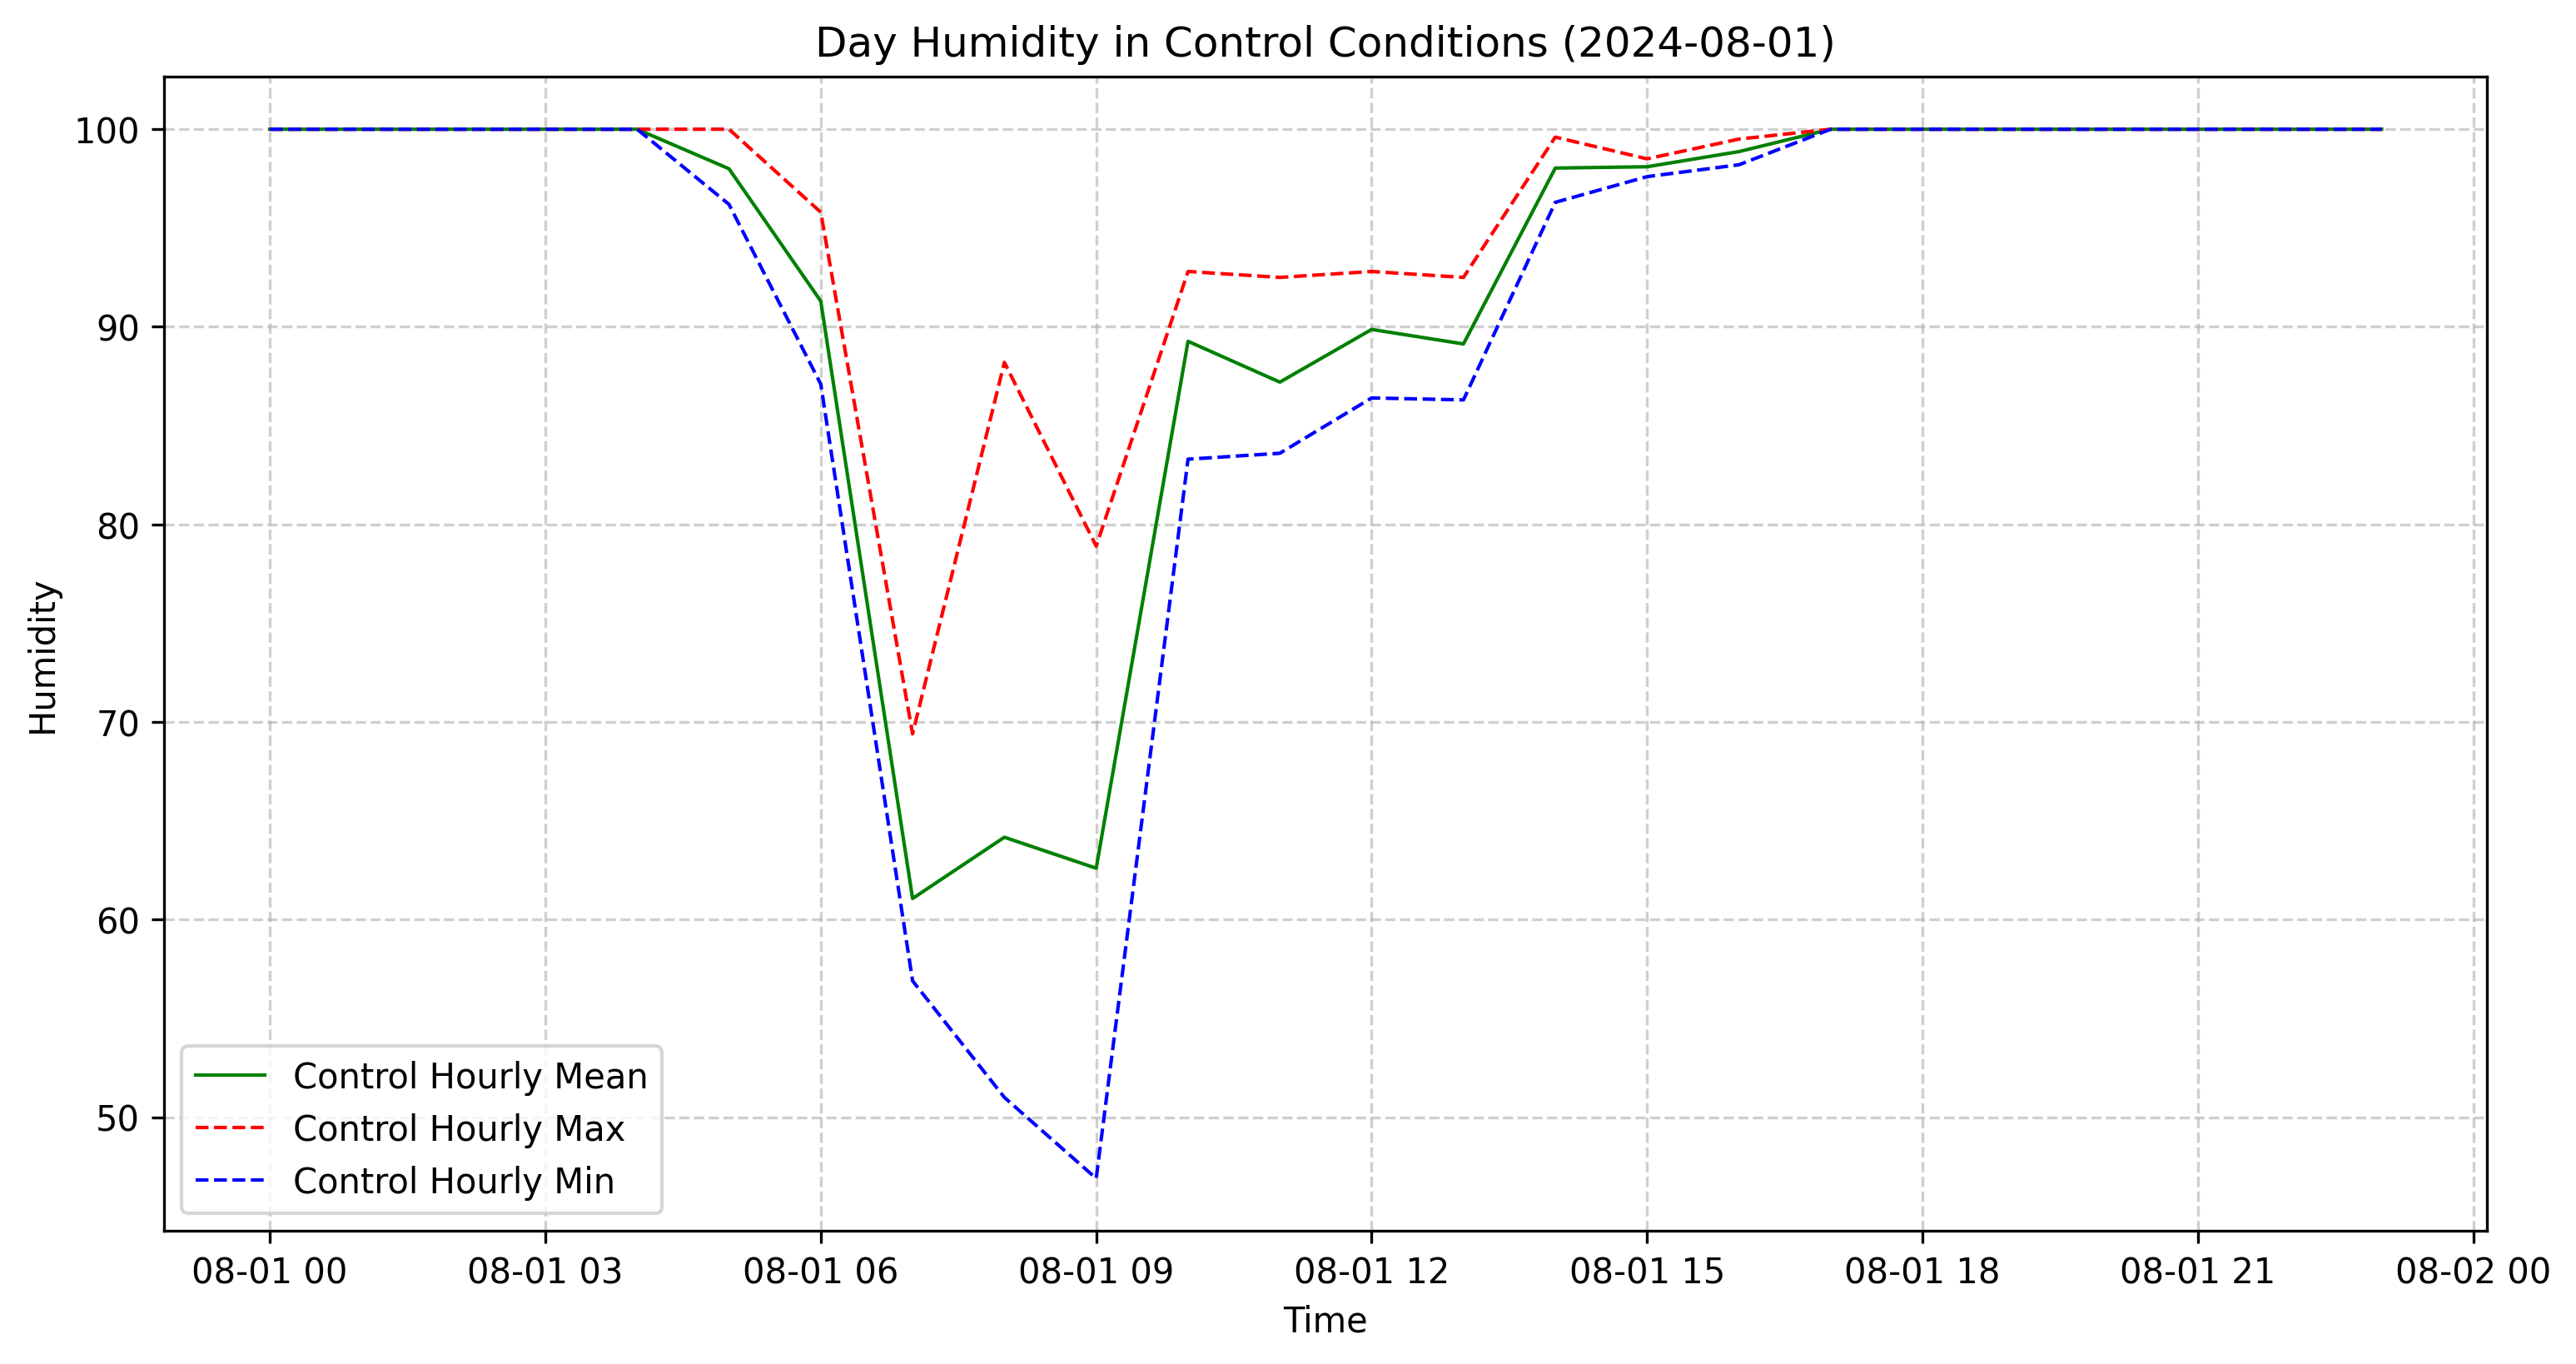 Day Humidity in Control Conditions (2024-08-01)
Humidity
100
90
80
70
60
50
Control Hourly Mean
Control Hourly Max
Control Hourly Min
08-01 00 08-01 03 08-01 06 08-01 09 08-01 12 08-01 15 08-01 18 08-01 21 08-02 00
Time